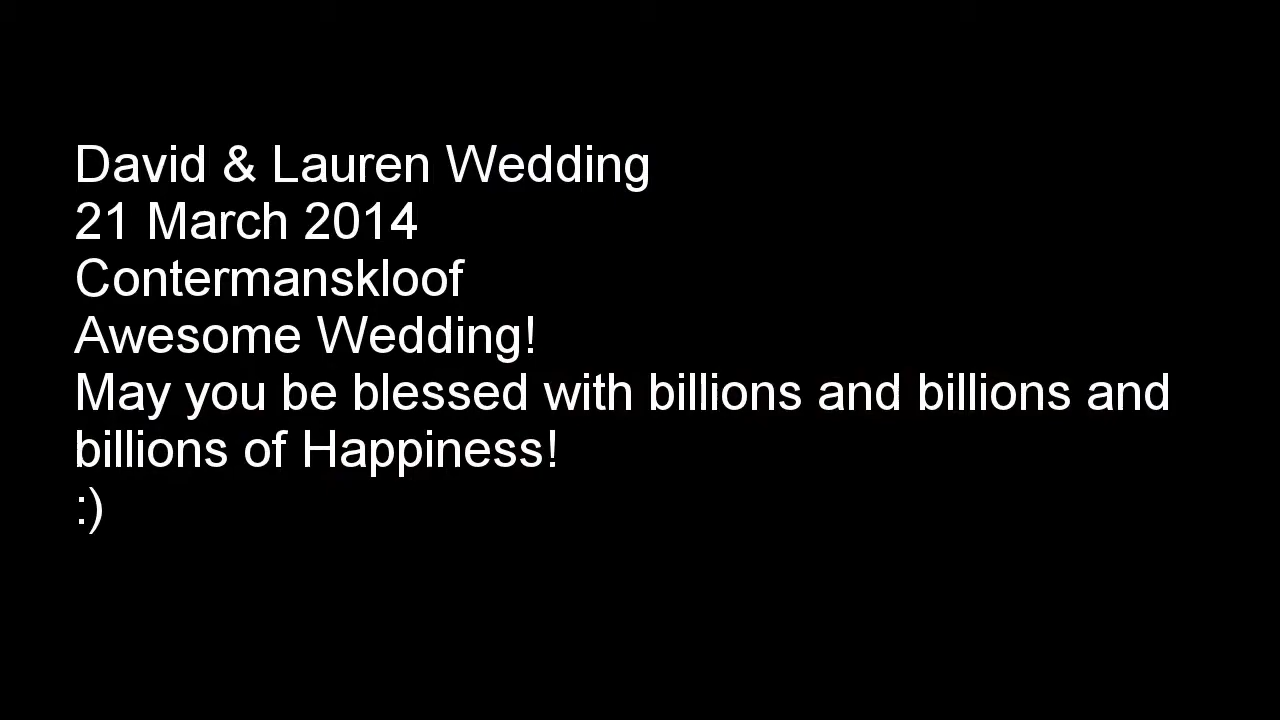 David & Lauren Wedding
21 March 2014
Contermanskloof
Awesome Wedding!
May you be blessed with billions and billions and
billions of Happiness!
:)